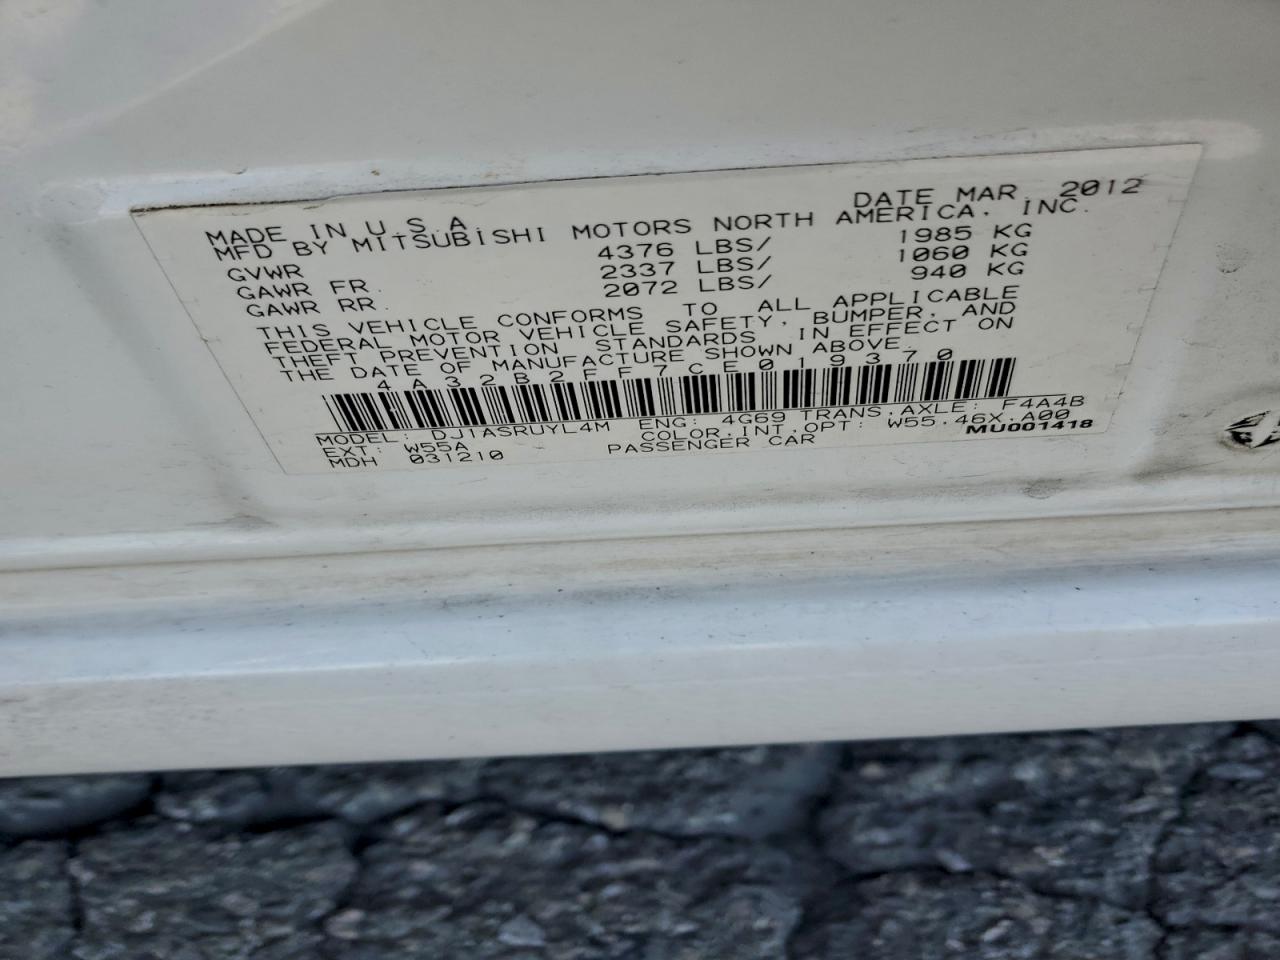 MADE IN U.S.A. DATE MAR. 2012
MFD BY MITSUBISHI MOTORS NORTH AMERICA, INC.
GVWR 4376 LBS/ 1985 KG
GAWR FR. 2337 LBS/ 1060 KG
GAWR RR. 2072 LBS/ 940 KG
THIS VEHICLE CONFORMS TO ALL APPLICABLE
FEDERAL MOTOR VEHICLE SAFETY, BUMPER, AND
THEFT PREVENTION STANDARDS IN EFFECT ON
THE DATE OF MANUFACTURE SHOWN ABOVE.
4A32B2FF7CE019370
MODEL: DJ1ASRUYL4M ENG: 4G69 TRANS.AXLE: F4A4B
EXT: W55A COLOR.INT.OPT: W55.46X.A00
MDH 031210 PASSENGER CAR MU001418